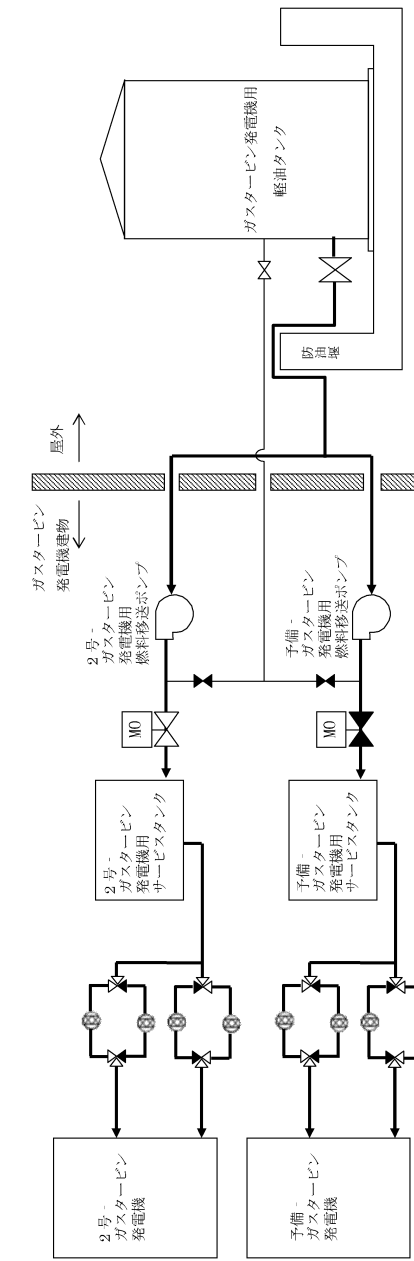 ガスタービン発電機用
軽油タンク
防油
堰
屋外
ガスタービン
発電機建物
2号-
ガスタービン
発電機用
燃料移送ポンプ
予備-
ガスタービン
発電機用
燃料移送ポンプ
MO
MO
2号-
ガスタービン
発電機用
サービスタンク
予備-
ガスタービン
発電機用
サービスタンク
2号-
ガスタービン
発電機
予備-
ガスタービン
発電機